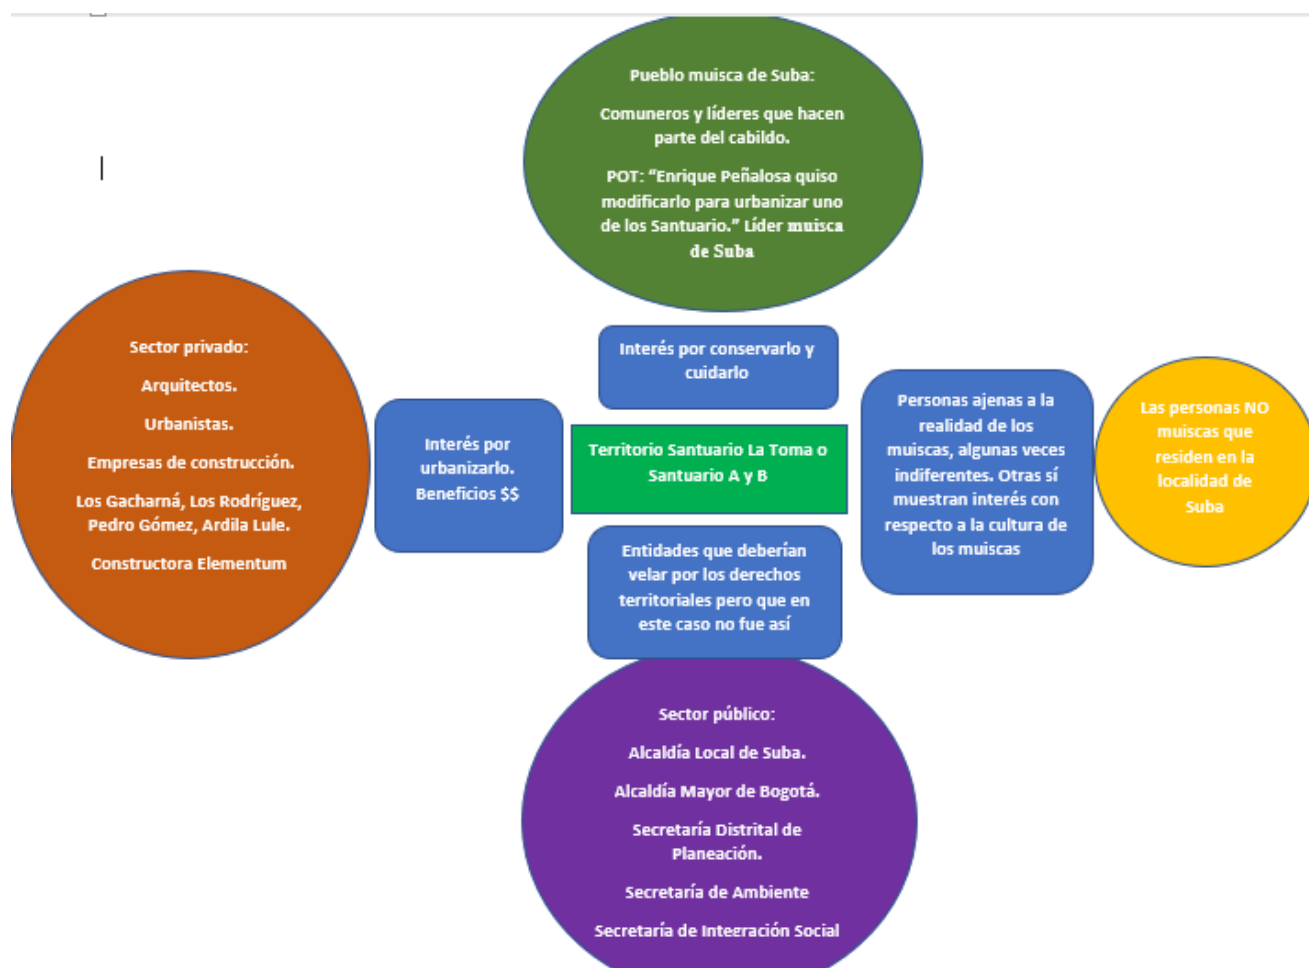 Pueblo muisca de Suba:
Comuneros y líderes que hacen
parte del cabildo.
POT: “Enrique Peñalosa quiso
modificarlo para urbanizar uno
de los Santuario.” Líder muisca
de Suba
Interés por conservarlo y
cuidarlo
Sector privado:
Arquitectos.
Urbanistas.
Empresas de construcción.
Los Gacharná, Los Rodríguez,
Pedro Gómez, Ardila Lule.
Constructora Elementum
Interés por
urbanizarlo.
Beneficios $$
Territorio Santuario La Toma o
Santuario A y B
Personas ajenas a la
realidad de los
muiscas, algunas veces
indiferentes. Otras sí
muestran interés con
respecto a la cultura de
los muiscas
Las personas NO
muiscas que
residen en la
localidad de
Suba
Entidades que deberían
velar por los derechos
territoriales pero que en
este caso no fue así
Sector público:
Alcaldía Local de Suba.
Alcaldía Mayor de Bogotá.
Secretaría Distrital de
Planeación.
Secretaría de Ambiente
Secretaría de Integración Social